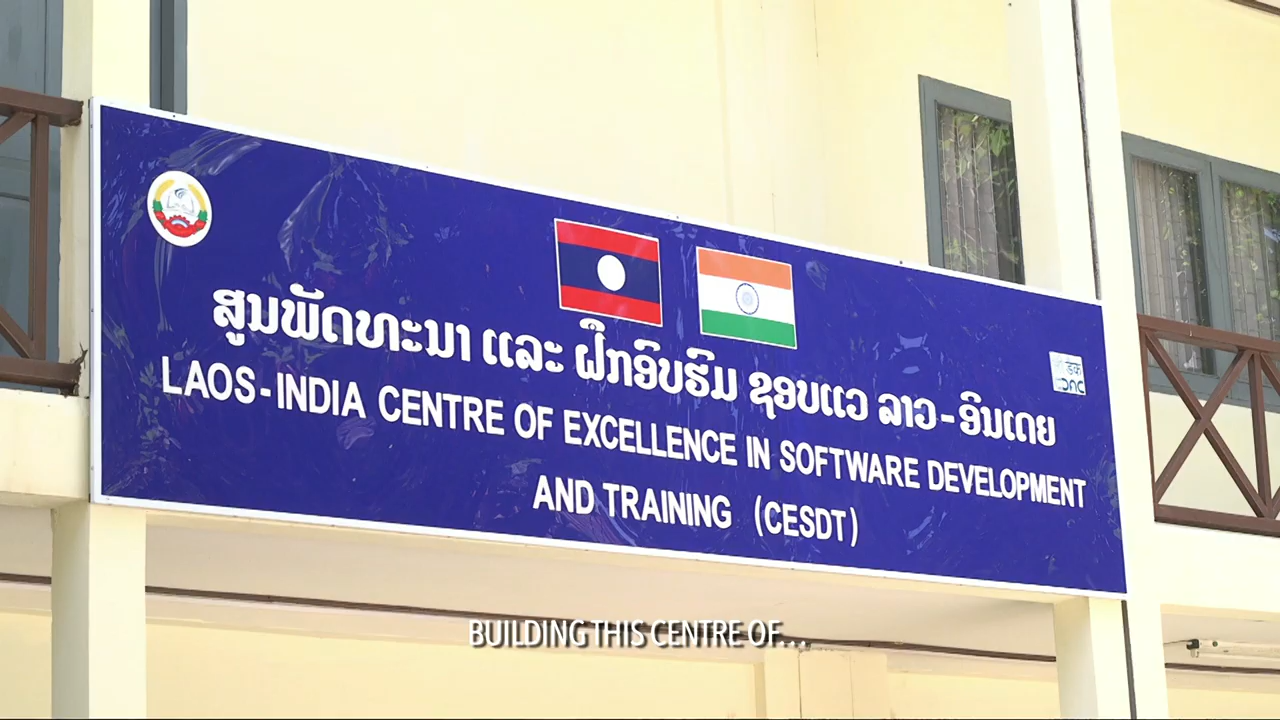 ສູນພັດທະນາ ແລະ ຝຶກອົບຮົມ ຊອບແວ ລາວ-ອິນເດຍ
LAOS-INDIA CENTRE OF EXCELLENCE IN SOFTWARE DEVELOPMENT
AND TRAINING (CESDT)
BUILDING THIS CENTRE OF...